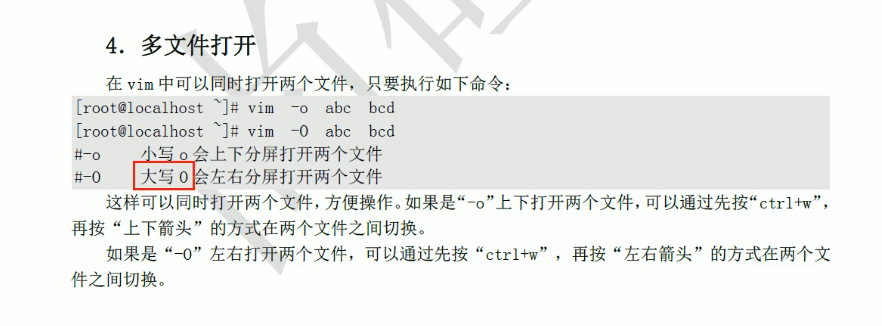 4. 多文件打开
在 vim 中可以同时打开两个文件，只要执行如下命令：
[root@localhost ~]# vim -o abc bcd
[root@localhost ~]# vim -O abc bcd
#-o 小写 o 会上下分屏打开两个文件
#-O 大写 O 会左右分屏打开两个文件
这样可以同时打开两个文件，方便操作。如果是“-o”上下打开两个文件，可以通过先按“ctrl+w”，
再按“上下箭头”的方式在两个文件之间切换。
如果是“-O”左右打开两个文件，可以通过先按“ctrl+w”，再按“左右箭头”的方式在两个文
件之间切换。